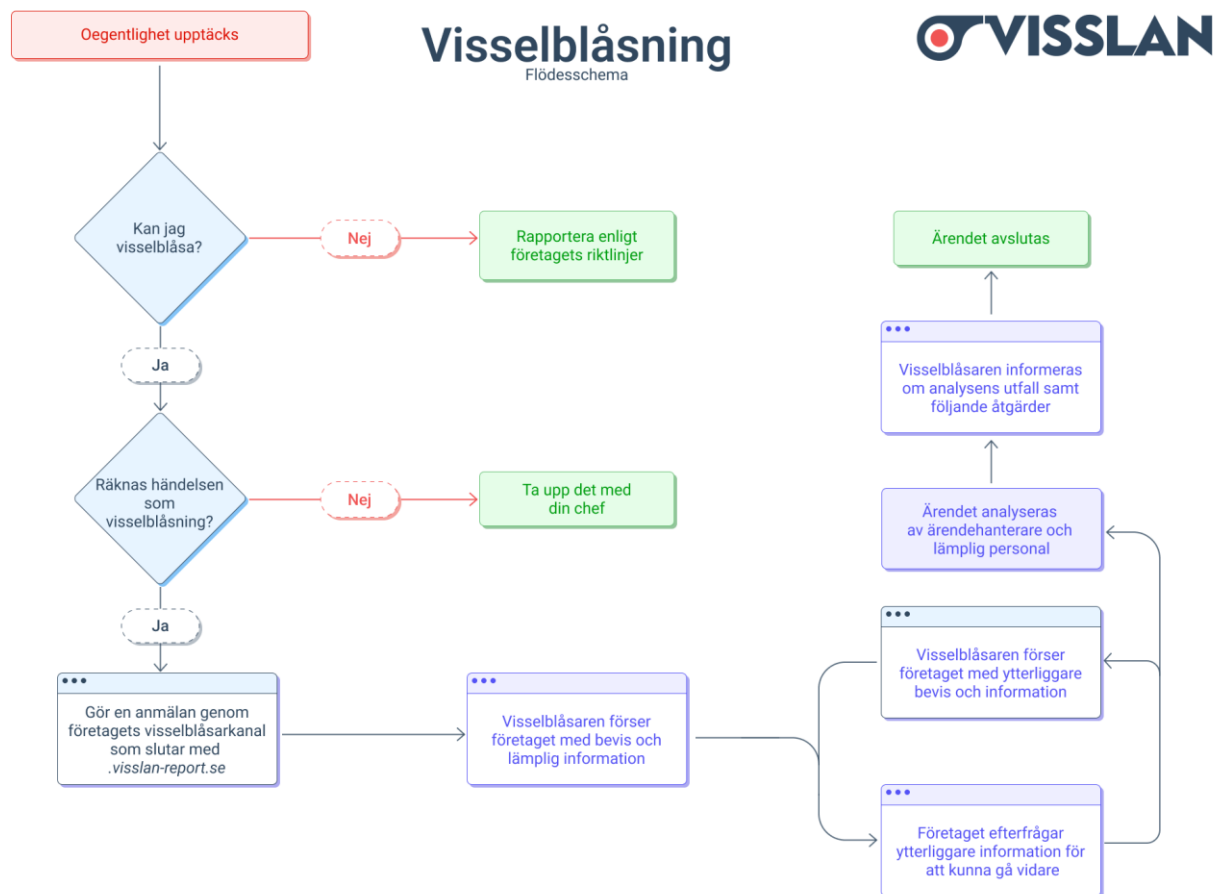 Oegentlighet upptäcks
Visselblåsning
Flödesschema
VISSLAN
Kan jag
visselblåsa?
Nej
Rapportera enligt
företagets riktlinjer
Ärendet avslutas
Ja
Visselblåsaren informeras
om analysens utfall samt
följande åtgärder
Räknas händelsen
som
visselblåsning?
Nej
Ta upp det med
din chef
Ärendet analyseras
av ärendehanterare och
lämplig personal
Ja
Visselblåsaren förser
företaget med ytterliggare
bevis och information
Gör en anmälan genom
företagets visselblåsarkanal
som slutar med
.visslan-report.se
Visselblåsaren förser
företaget med bevis och
lämplig information
Företaget efterfrågar
ytterliggare information för
att kunna gå vidare